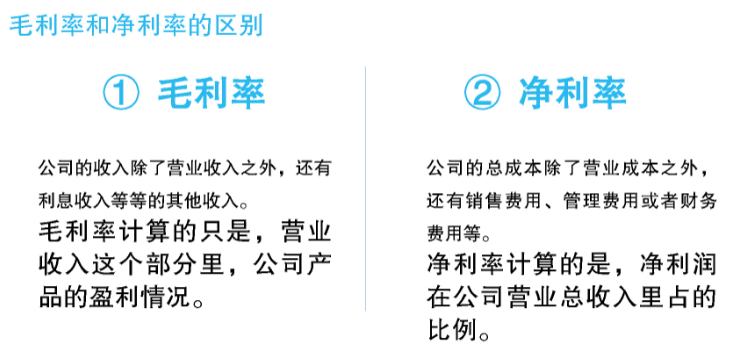 毛利率和净利率的区别
① 毛利率
公司的收入除了营业收入之外，还有
利息收入等等的其他收入。
毛利率计算的只是，营业
收入这个部分里，公司产
品的盈利情况。
② 净利率
公司的总成本除了营业成本之外，
还有销售费用、管理费用或者财务
费用等。
净利率计算的是，净利润
在公司营业总收入里占的
比例。